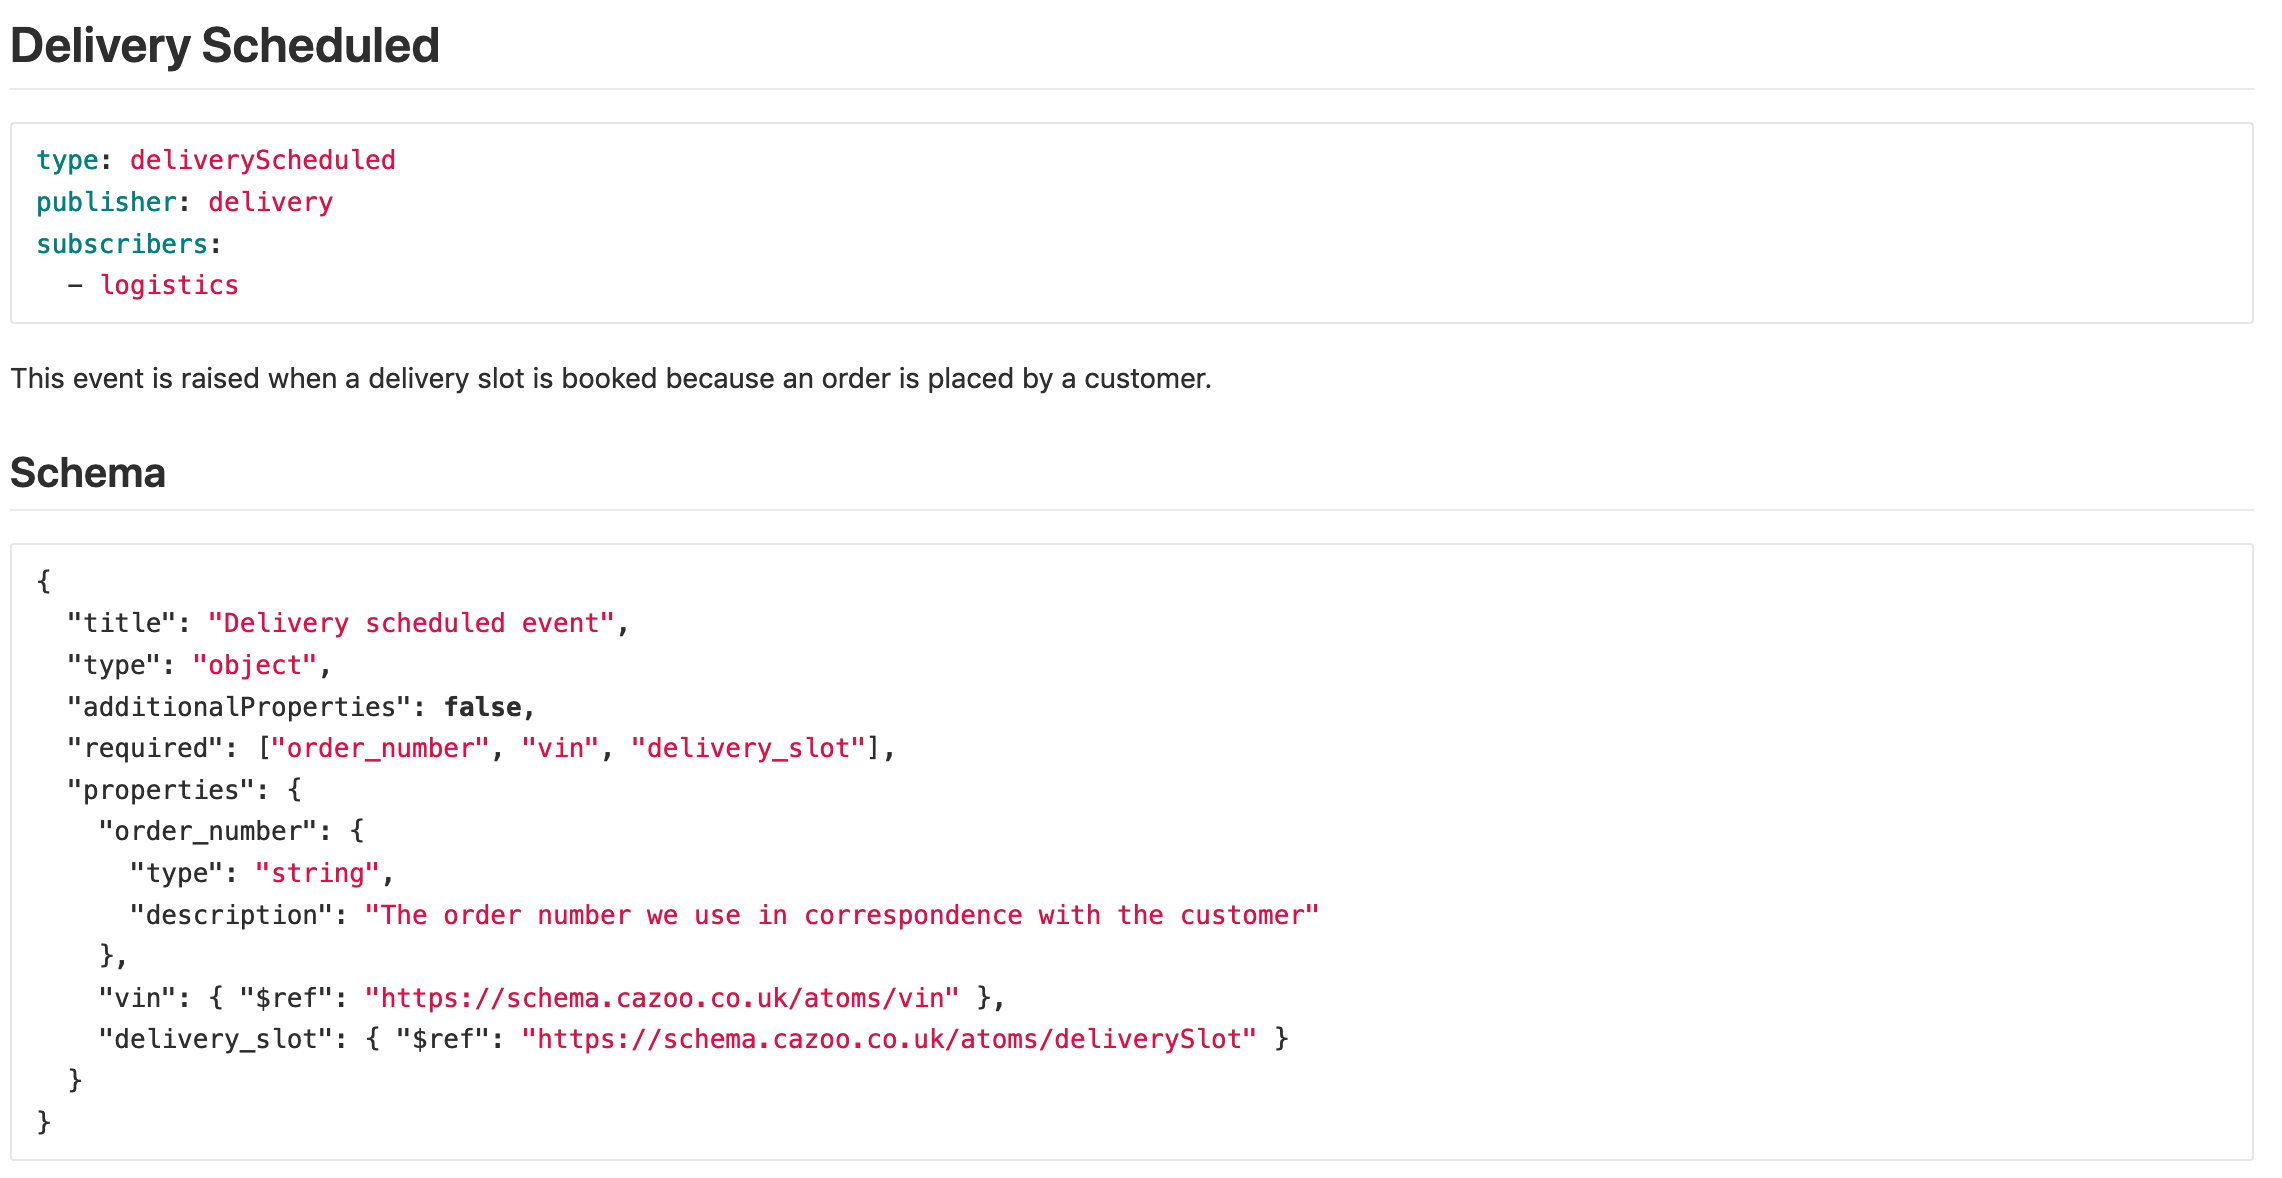 Delivery Scheduled
type: deliveryScheduled
publisher: delivery
subscribers:
  - logistics
This event is raised when a delivery slot is booked because an order is placed by a customer.
Schema
{
  "title": "Delivery scheduled event",
  "type": "object",
  "additionalProperties": false,
  "required": ["order_number", "vin", "delivery_slot"],
  "properties": {
    "order_number": {
      "type": "string",
      "description": "The order number we use in correspondence with the customer"
    },
    "vin": { "$ref": "https://schema.cazoo.co.uk/atoms/vin" },
    "delivery_slot": { "$ref": "https://schema.cazoo.co.uk/atoms/deliverySlot" }
  }
}